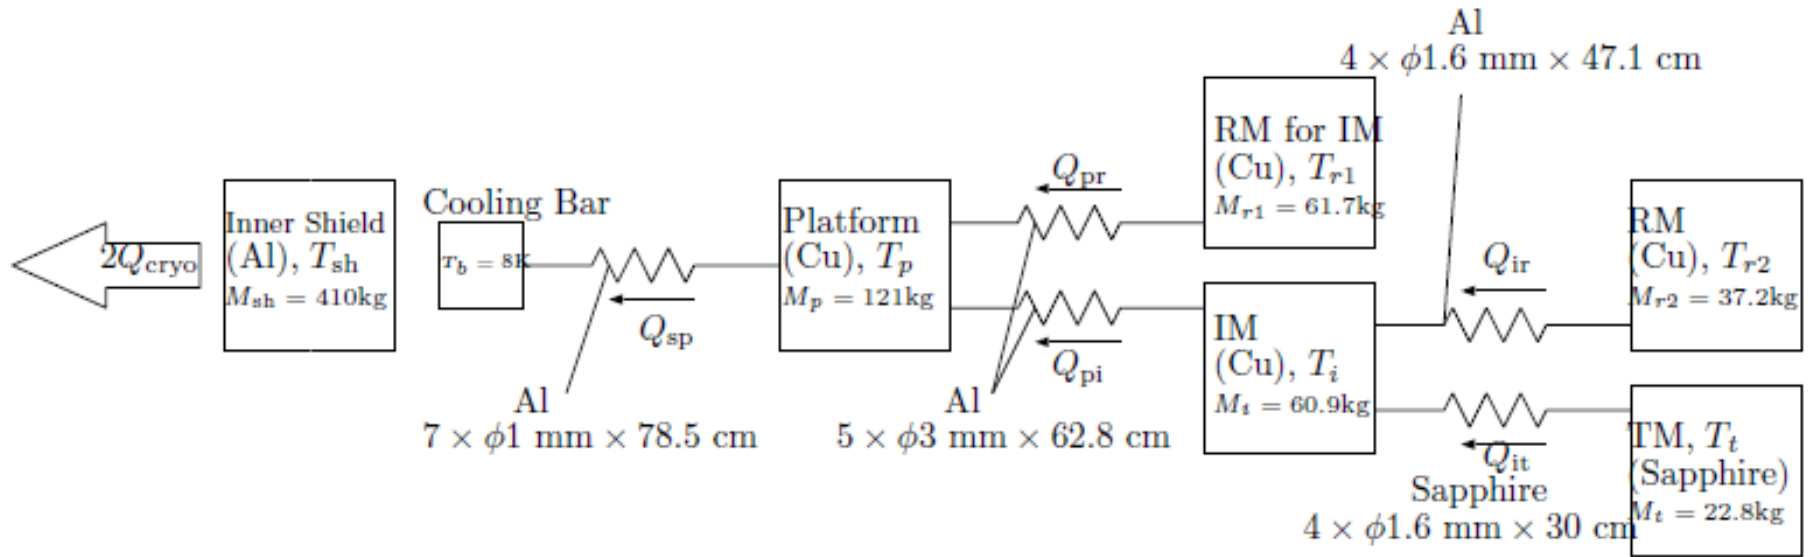 2Q_cryo
Inner Shield
(Al), T_sh
M_sh = 410kg
Cooling Bar
T_b = 8K
Q_sp
Al
7 × ϕ1 mm × 78.5 cm
Platform
(Cu), T_p
M_p = 121kg
Q_pr
Q_pi
Al
5 × ϕ3 mm × 62.8 cm
RM for IM
(Cu), T_r1
M_r1 = 61.7kg
IM
(Cu), T_i
M_t = 60.9kg
Al
4 × ϕ1.6 mm × 47.1 cm
Q_ir
Q_it
Sapphire
4 × ϕ1.6 mm × 30 cm
RM
(Cu), T_r2
M_r2 = 37.2kg
TM, T_t
(Sapphire)
M_t = 22.8kg